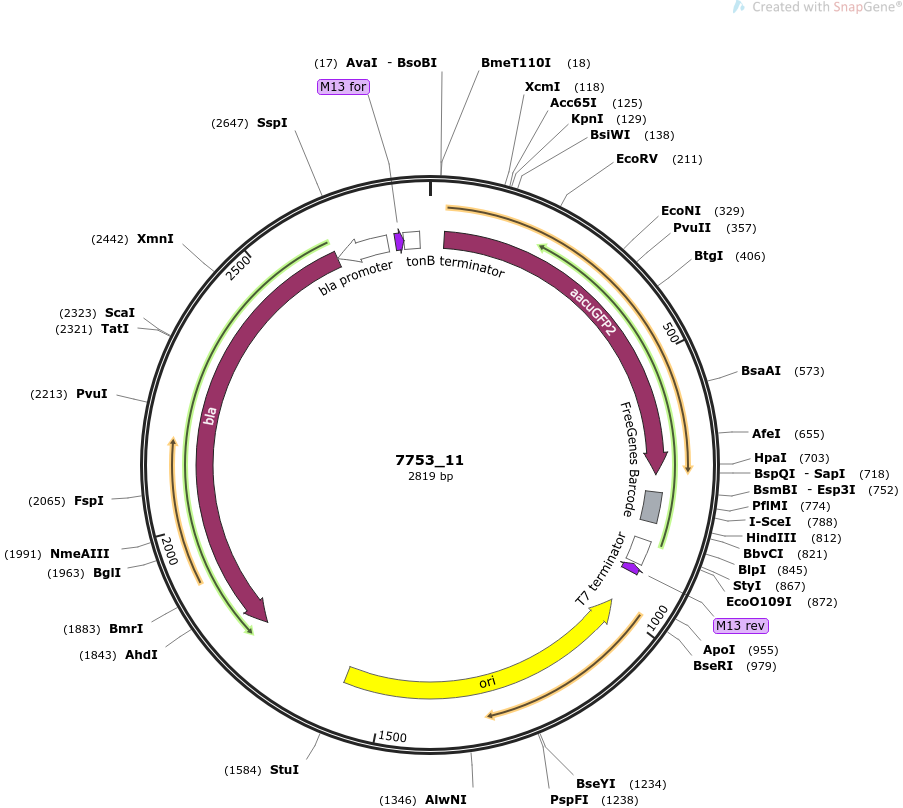 Created with SnapGene®
(17) AvaI - BsoBI
BmeT110I (18)
M13 for
XcmI (118)
Acc65I (125)
KpnI (129)
BsiWI (138)
EcoRV (211)
(2647) SspI
EcoNI (329)
PvuII (357)
BtgI (406)
(2442) XmnI
2500
bla promoter
tonB terminator
aacuGFP2
500
(2323) ScaI
(2321) TatI
BsaAI (573)
(2213) PvuI
bla
FreeGenes Barcode
AfeI (655)
HpaI (703)
BspQI - SapI (718)
BsmBI - Esp3I (752)
PflMI (774)
I-SceI (788)
HindIII (812)
BbvCI (821)
BlpI (845)
StyI (867)
EcoO109I (872)
7753_11
2819 bp
(2065) FspI
(1991) NmeAIII
(1963) BglI
2000
T7 terminator
M13 rev
1000
(1883) BmrI
(1843) AhdI
ApoI (955)
BseRI (979)
ori
1500
(1584) StuI
(1346) AlwNI
BseYI (1234)
PspFI (1238)